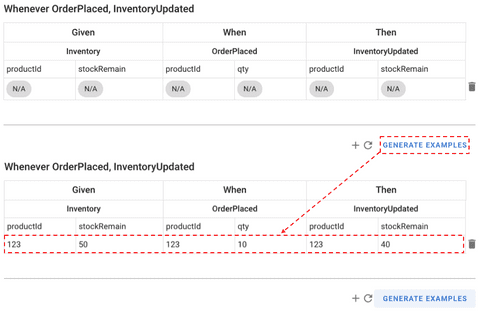 Whenever OrderPlaced, InventoryUpdated
Given When Then
Inventory OrderPlaced InventoryUpdated
productId stockRemain productId qty productId stockRemain
N/A N/A N/A N/A N/A N/A
GENERATE EXAMPLES
Whenever OrderPlaced, InventoryUpdated
Given When Then
Inventory OrderPlaced InventoryUpdated
productId stockRemain productId qty productId stockRemain
123 50 123 10 123 40
GENERATE EXAMPLES